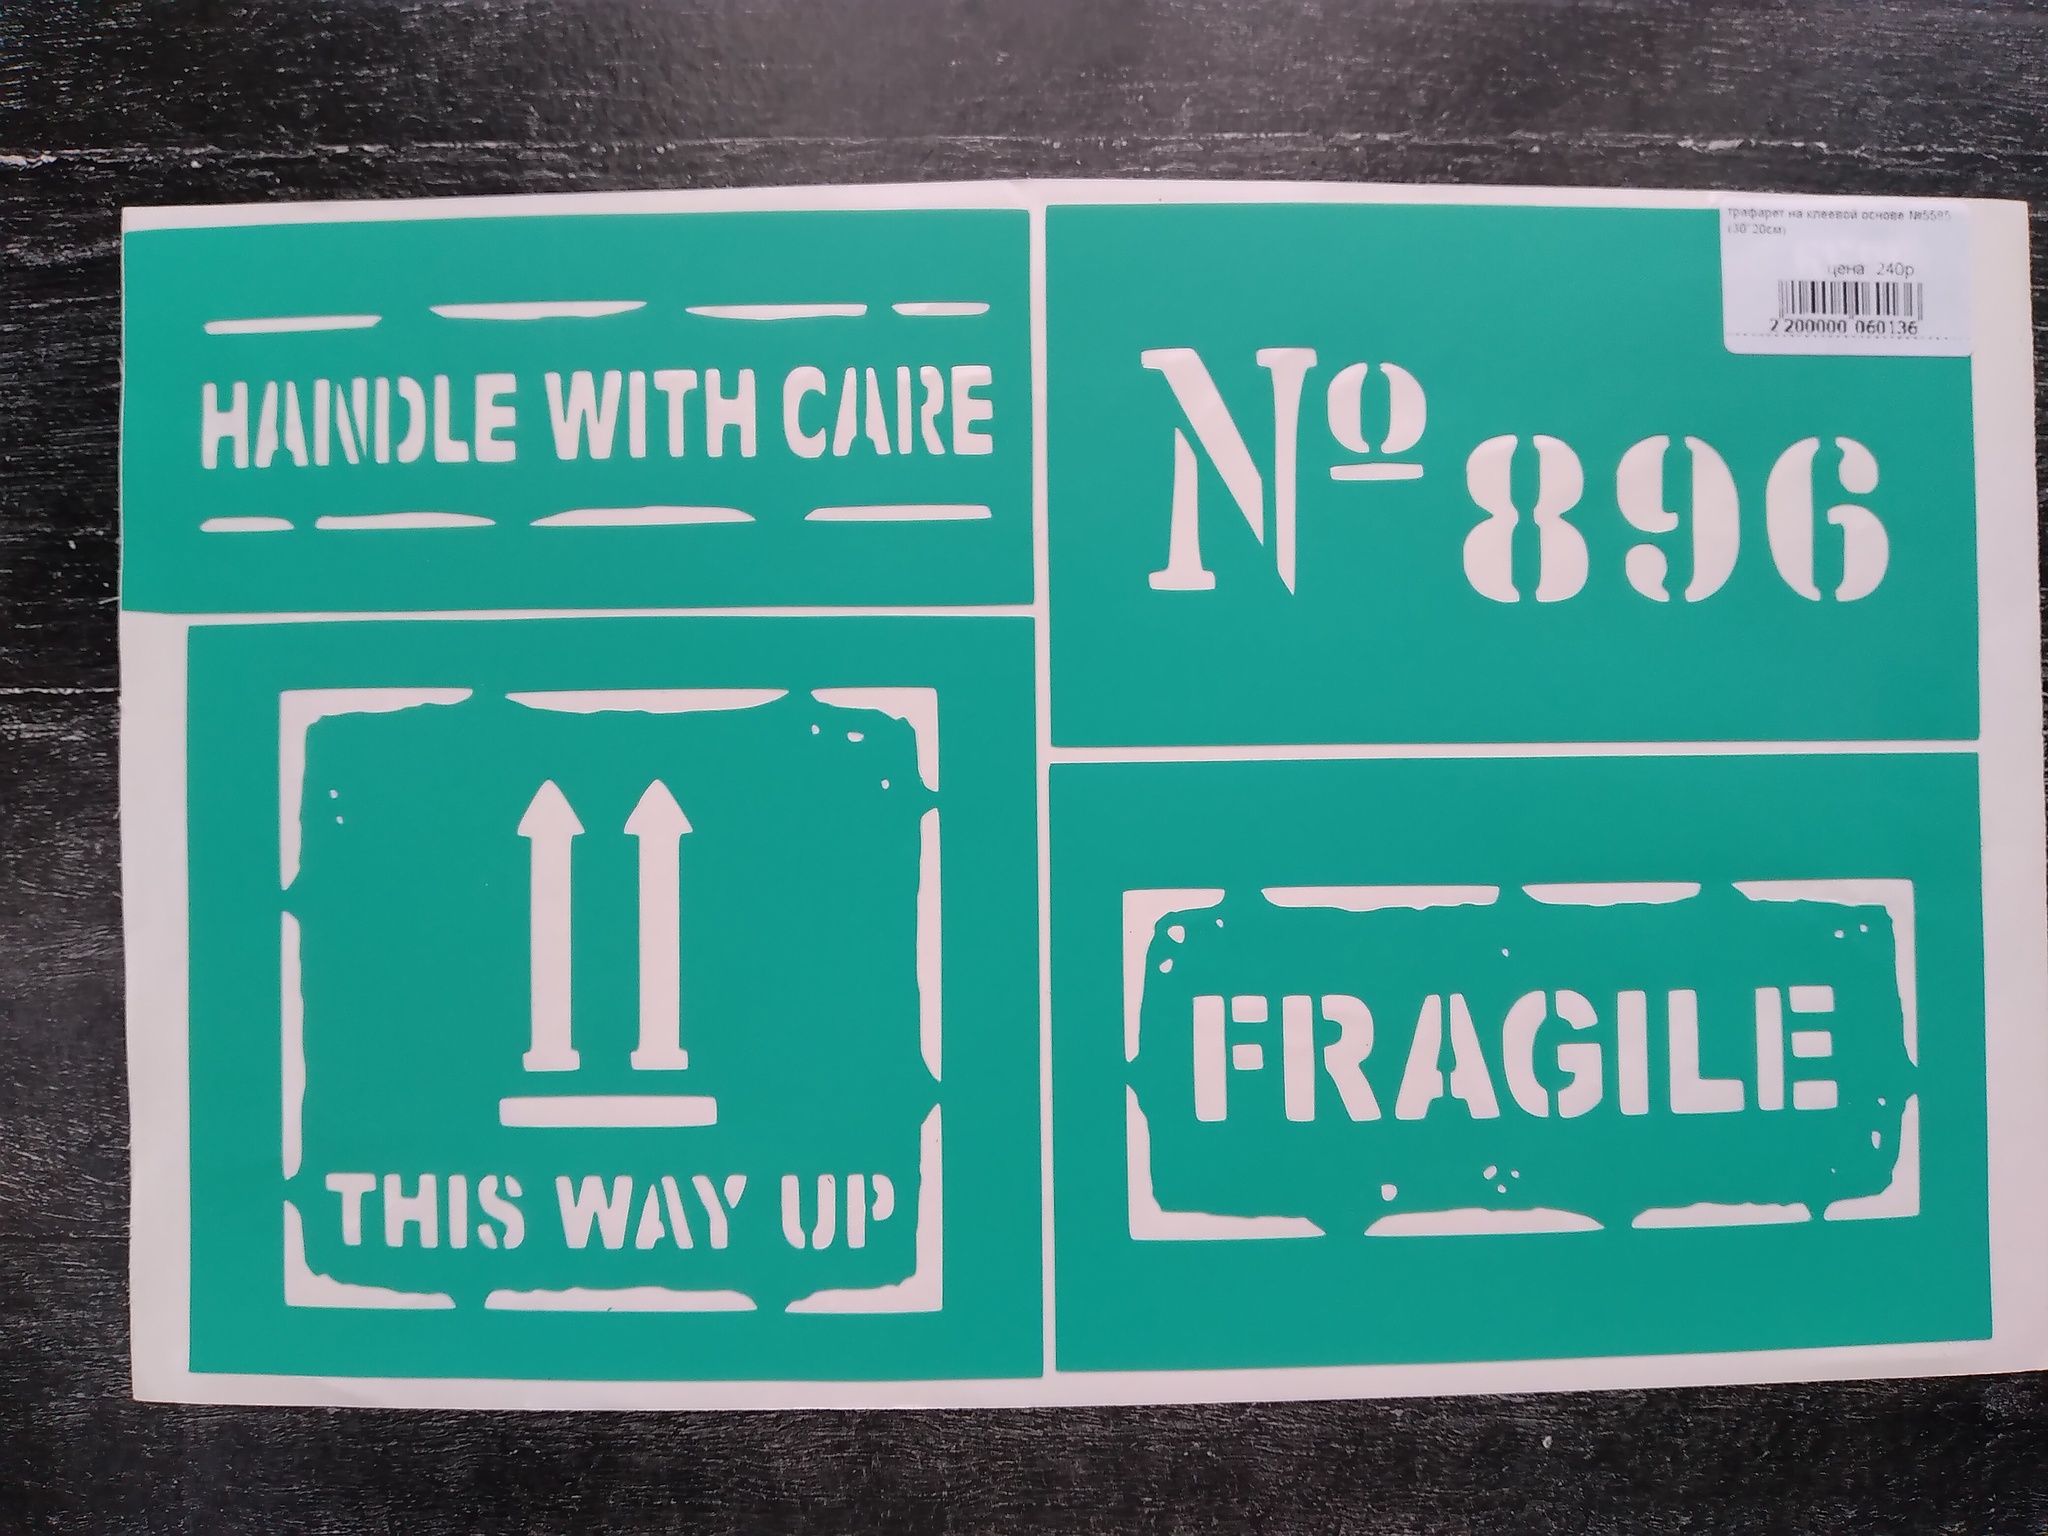 HANDLE WITH CARE
трафарет на клеевой основе №5585
(30*20см)
цена 240р
2 200000 060136
№ 896
THIS WAY UP
FRAGILE